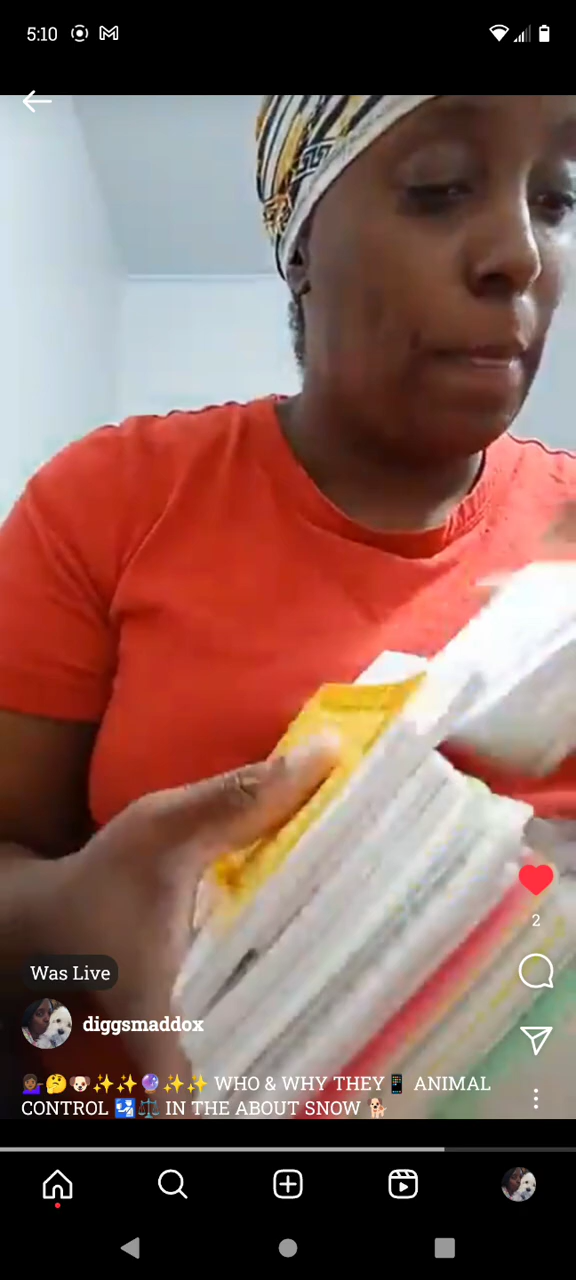 5:10
Was Live
diggsmaddox
💁🏾‍♀️🤔🐶✨✨🔮✨✨ WHO & WHY THEY📱 ANIMAL
CONTROL 🛂⚖️ IN THE ABOUT SNOW 🐕
2